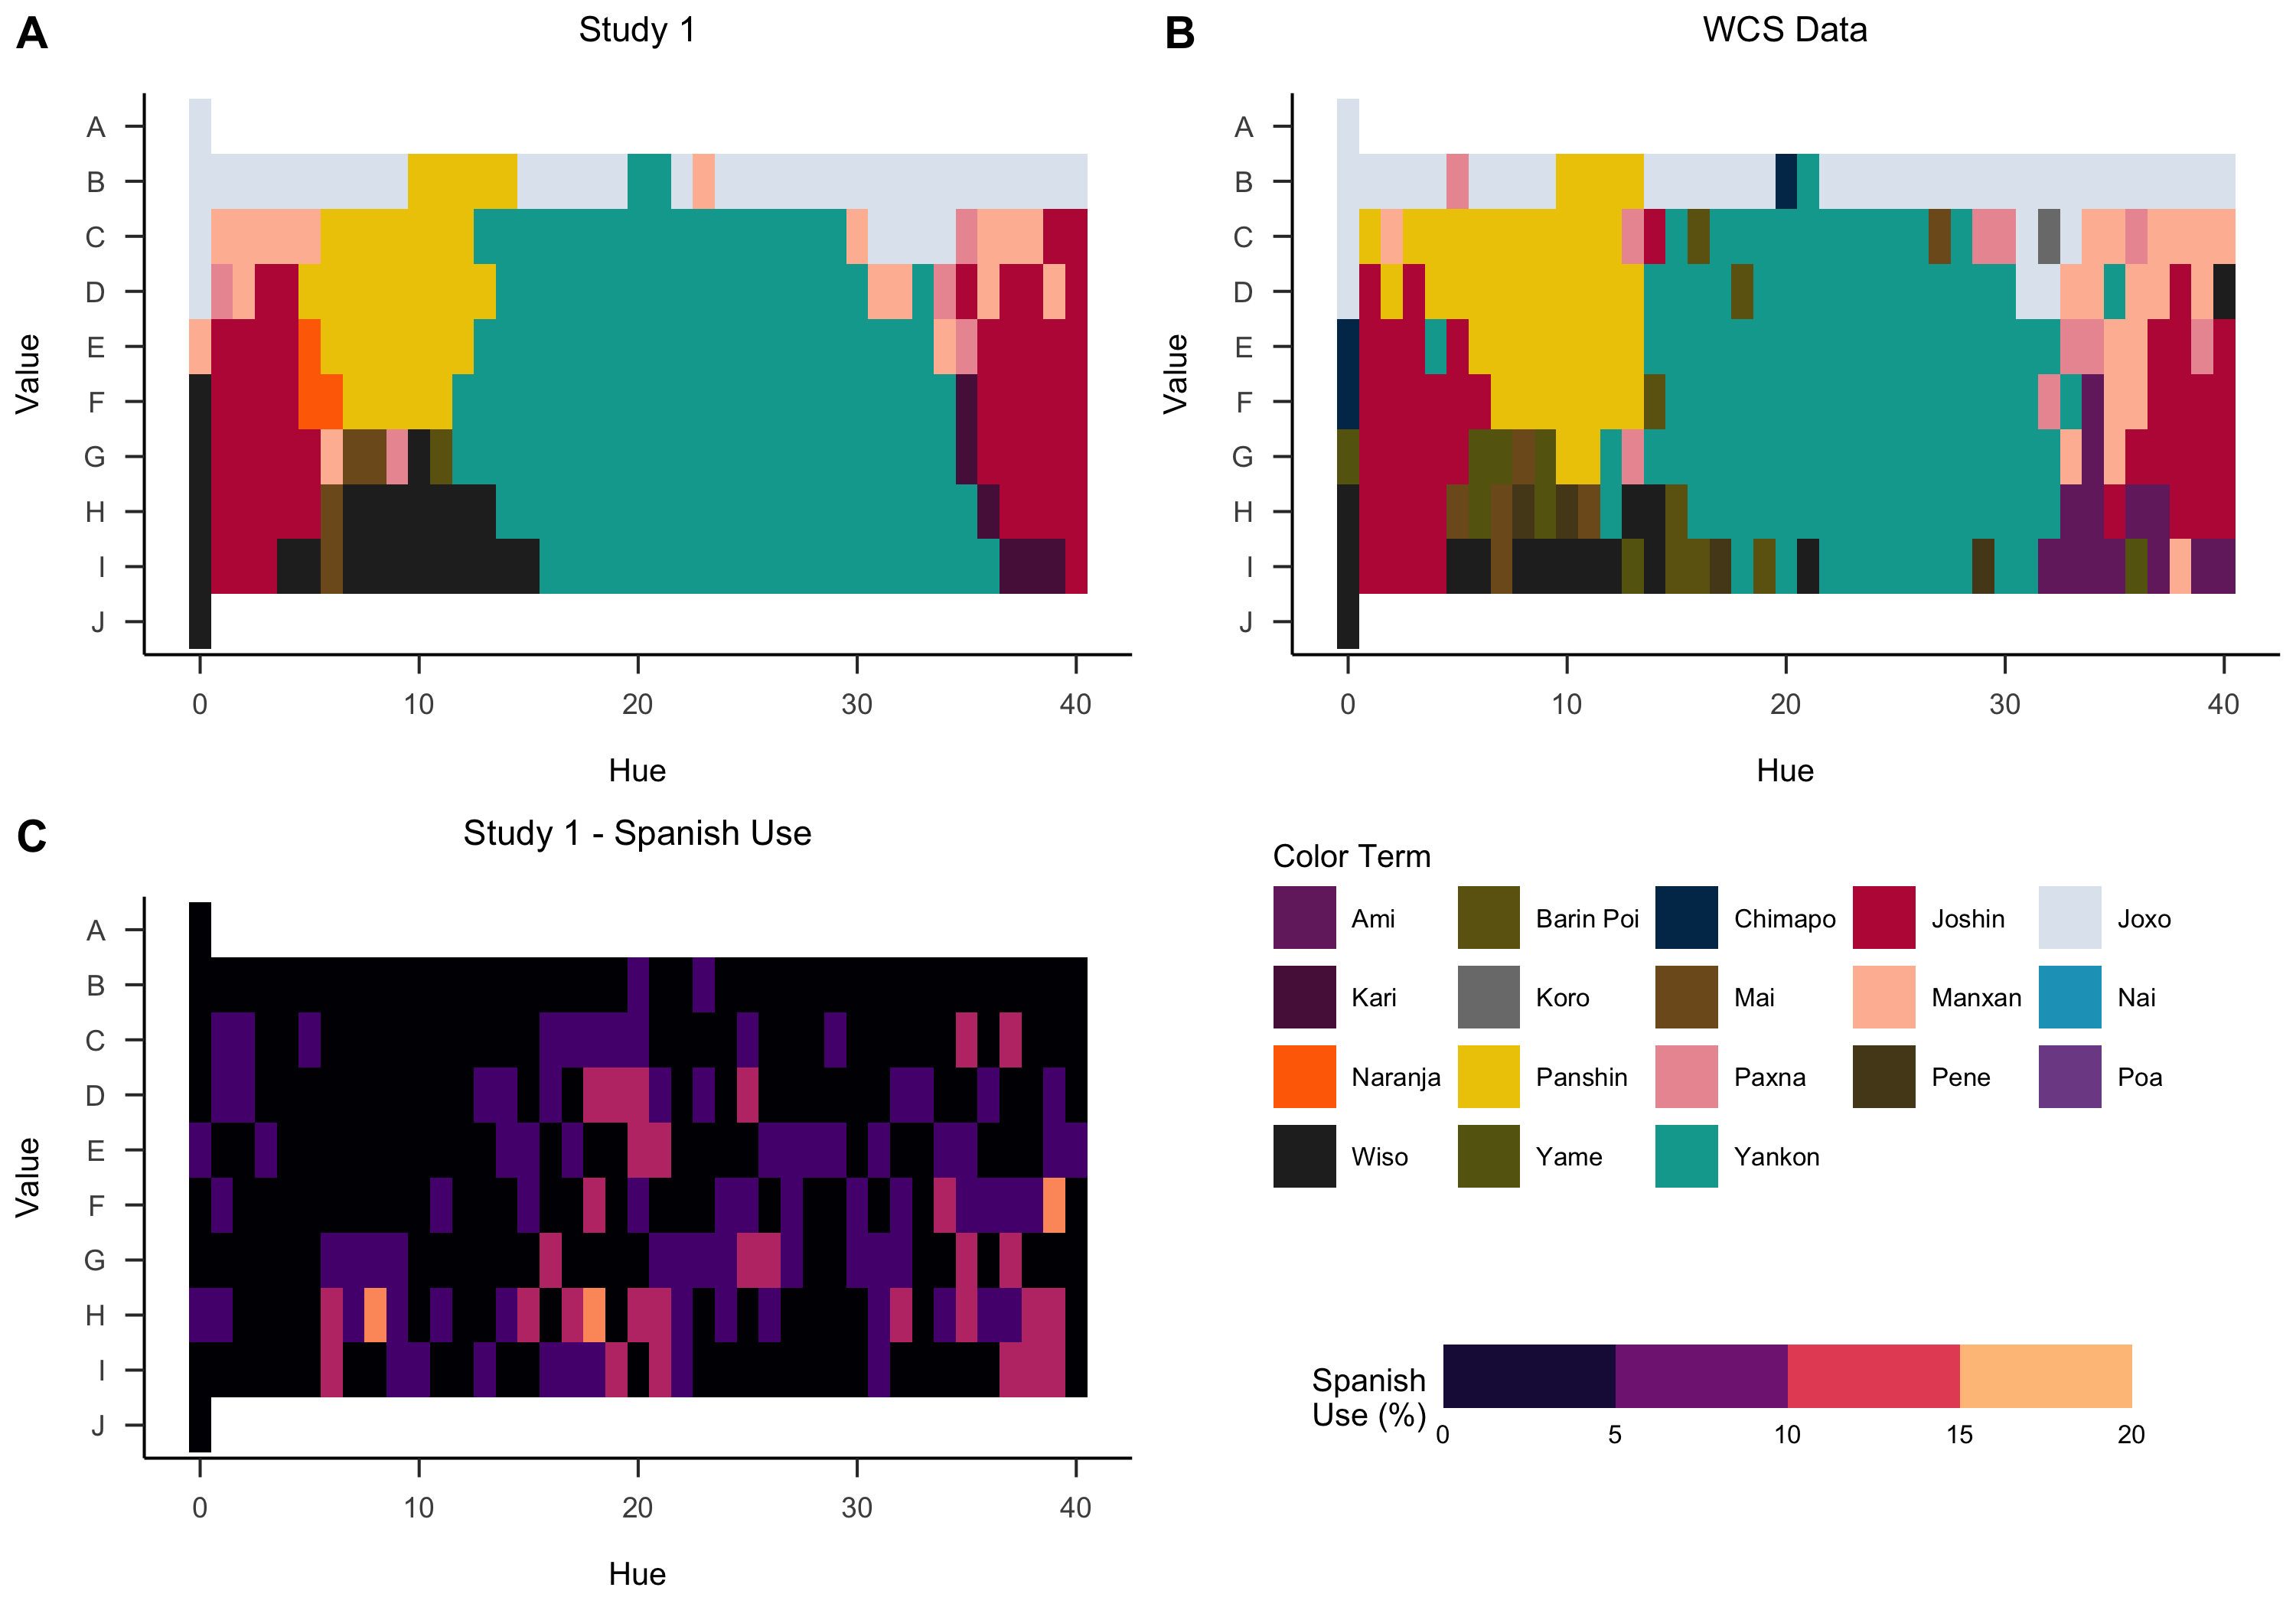 A
Study 1
Value
A
B
C
D
E
F
G
H
I
J
0 10 20 30 40
Hue
B
WCS Data
Value
A
B
C
D
E
F
G
H
I
J
0 10 20 30 40
Hue
C
Study 1 - Spanish Use
Value
A
B
C
D
E
F
G
H
I
J
0 10 20 30 40
Hue
Color Term
Ami Barin Poi Chimapo Joshin Joxo
Kari Koro Mai Manxan Nai
Naranja Panshin Paxna Pene Poa
Wiso Yame Yankon
Spanish
Use (%)
0 5 10 15 20